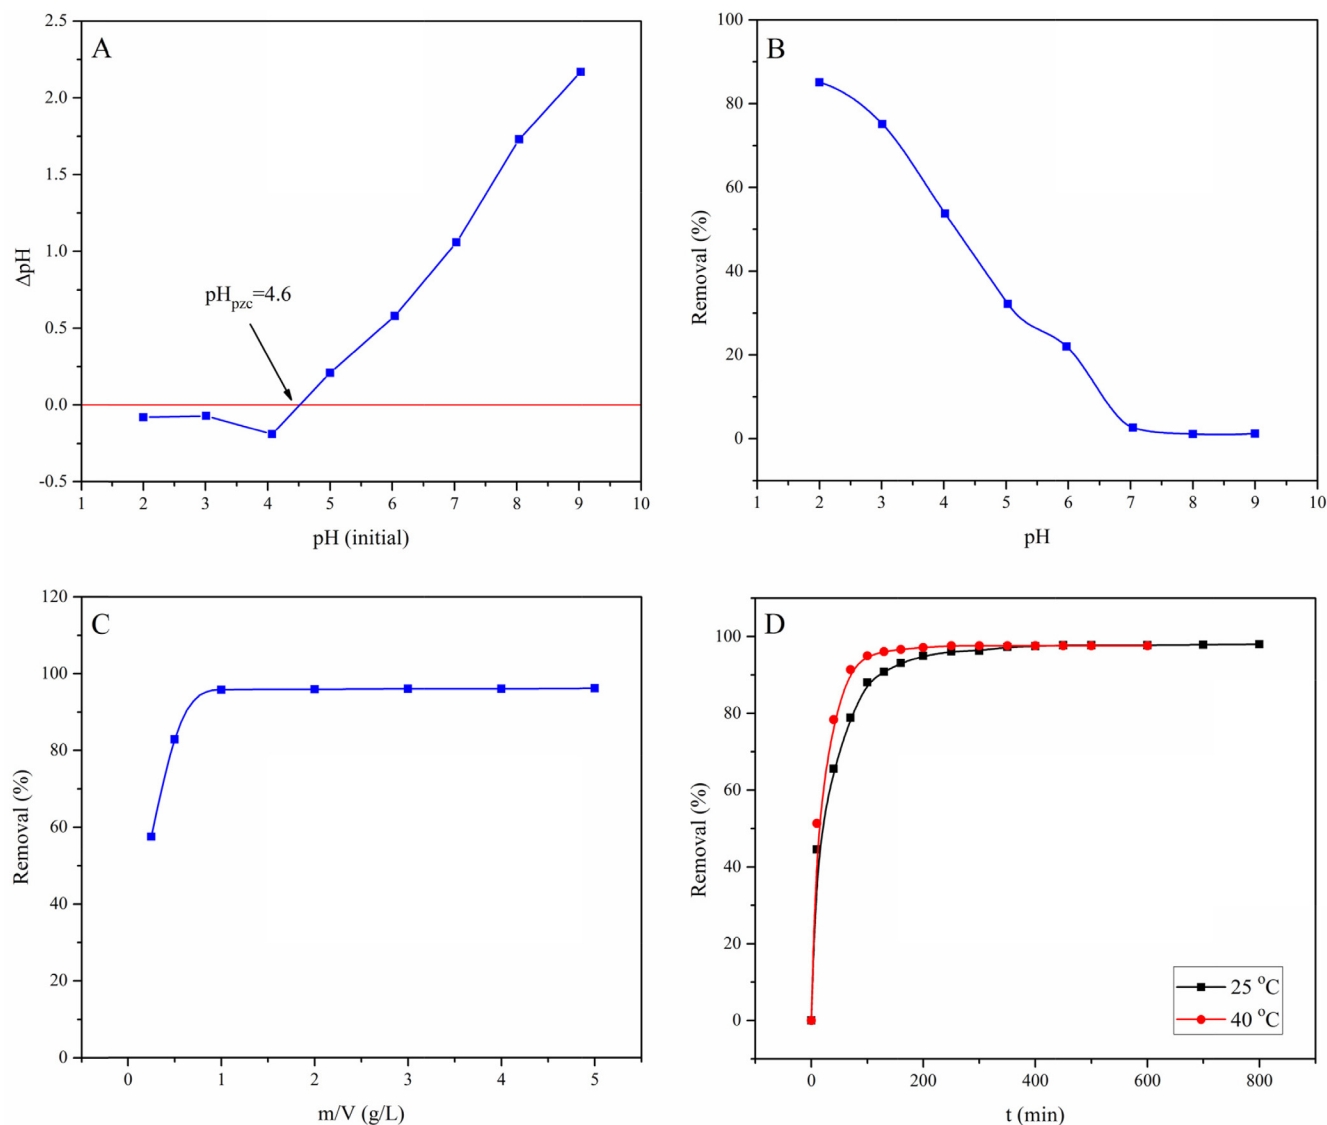 A
2.5
2.0
1.5
1.0
0.5
0.0
-0.5
ΔpH
pHpzc=4.6
1 2 3 4 5 6 7 8 9 10
pH (initial)
B
100
80
60
40
20
0
Removal (%)
1 2 3 4 5 6 7 8 9 10
pH
C
120
100
80
60
40
20
0
Removal (%)
0 1 2 3 4 5
m/V (g/L)
D
100
80
60
40
20
0
Removal (%)
25 °C
40 °C
0 200 400 600 800
t (min)